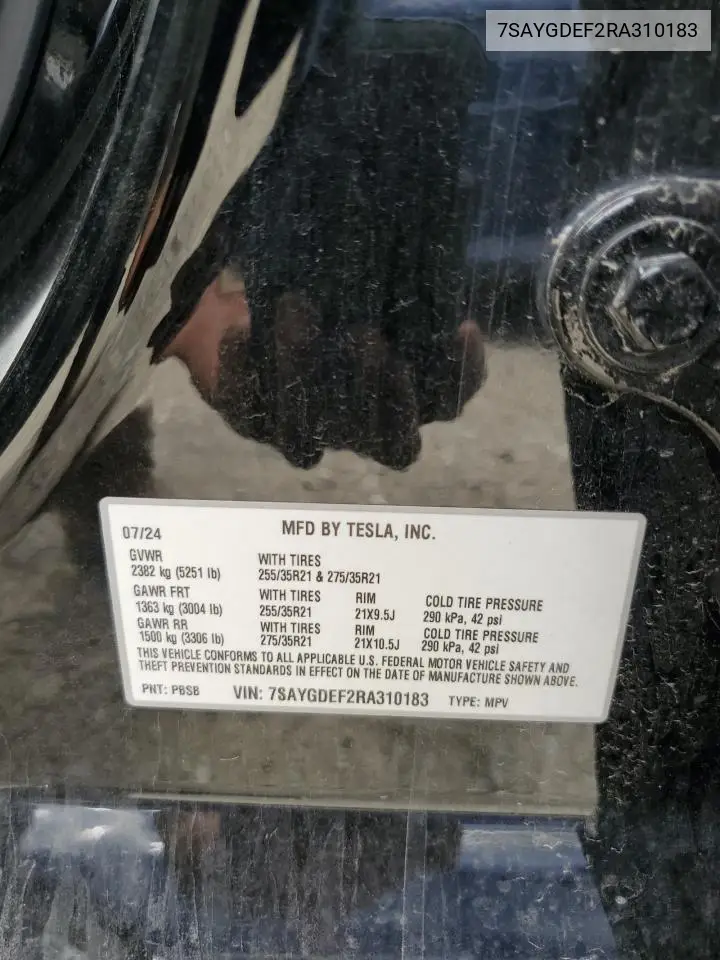 7SAYGDEF2RA310183
07/24 MFD BY TESLA, INC.
GVWR WITH TIRES
2382 kg (5251 lb) 255/35R21 & 275/35R21
GAWR FRT WITH TIRES RIM COLD TIRE PRESSURE
1363 kg (3004 lb) 255/35R21 21X9.5J 290 kPa, 42 psi
GAWR RR WITH TIRES RIM COLD TIRE PRESSURE
1500 kg (3306 lb) 275/35R21 21X10.5J 290 kPa, 42 psi
THIS VEHICLE CONFORMS TO ALL APPLICABLE U.S. FEDERAL MOTOR VEHICLE SAFETY AND
THEFT PREVENTION STANDARDS IN EFFECT ON THE DATE OF MANUFACTURE SHOWN ABOVE.
PNT: PBSB VIN: 7SAYGDEF2RA310183 TYPE: MPV